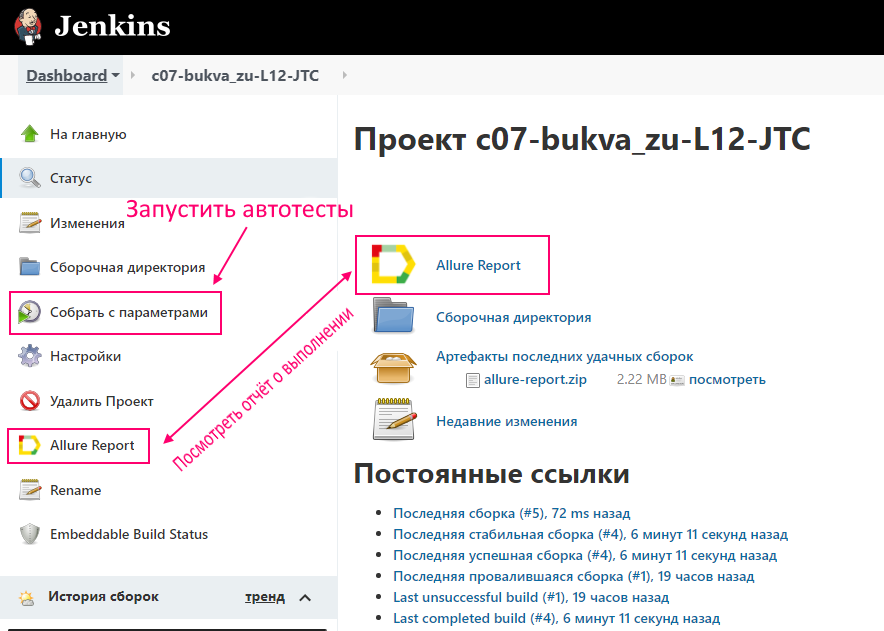 Jenkins
Dashboard
c07-bukva_zu-L12-JTC
На главную
Статус
Изменения
Сборочная директория
Собрать с параметрами
Настройки
Удалить Проект
Allure Report
Rename
Embeddable Build Status
История сборок
тренд
Запустить автотесты
Посмотреть отчёт о выполнении
Проект c07-bukva_zu-L12-JTC
Allure Report
Сборочная директория
Артефакты последних удачных сборок
allure-report.zip 2.22 MB посмотреть
Недавние изменения
Постоянные ссылки
Последняя сборка (#5), 72 ms назад
Последняя стабильная сборка (#4), 6 минут 11 секунд назад
Последняя успешная сборка (#4), 6 минут 11 секунд назад
Последняя провалившаяся сборка (#1), 19 часов назад
Last unsuccessful build (#1), 19 часов назад
Last completed build (#4), 6 минут 11 секунд назад